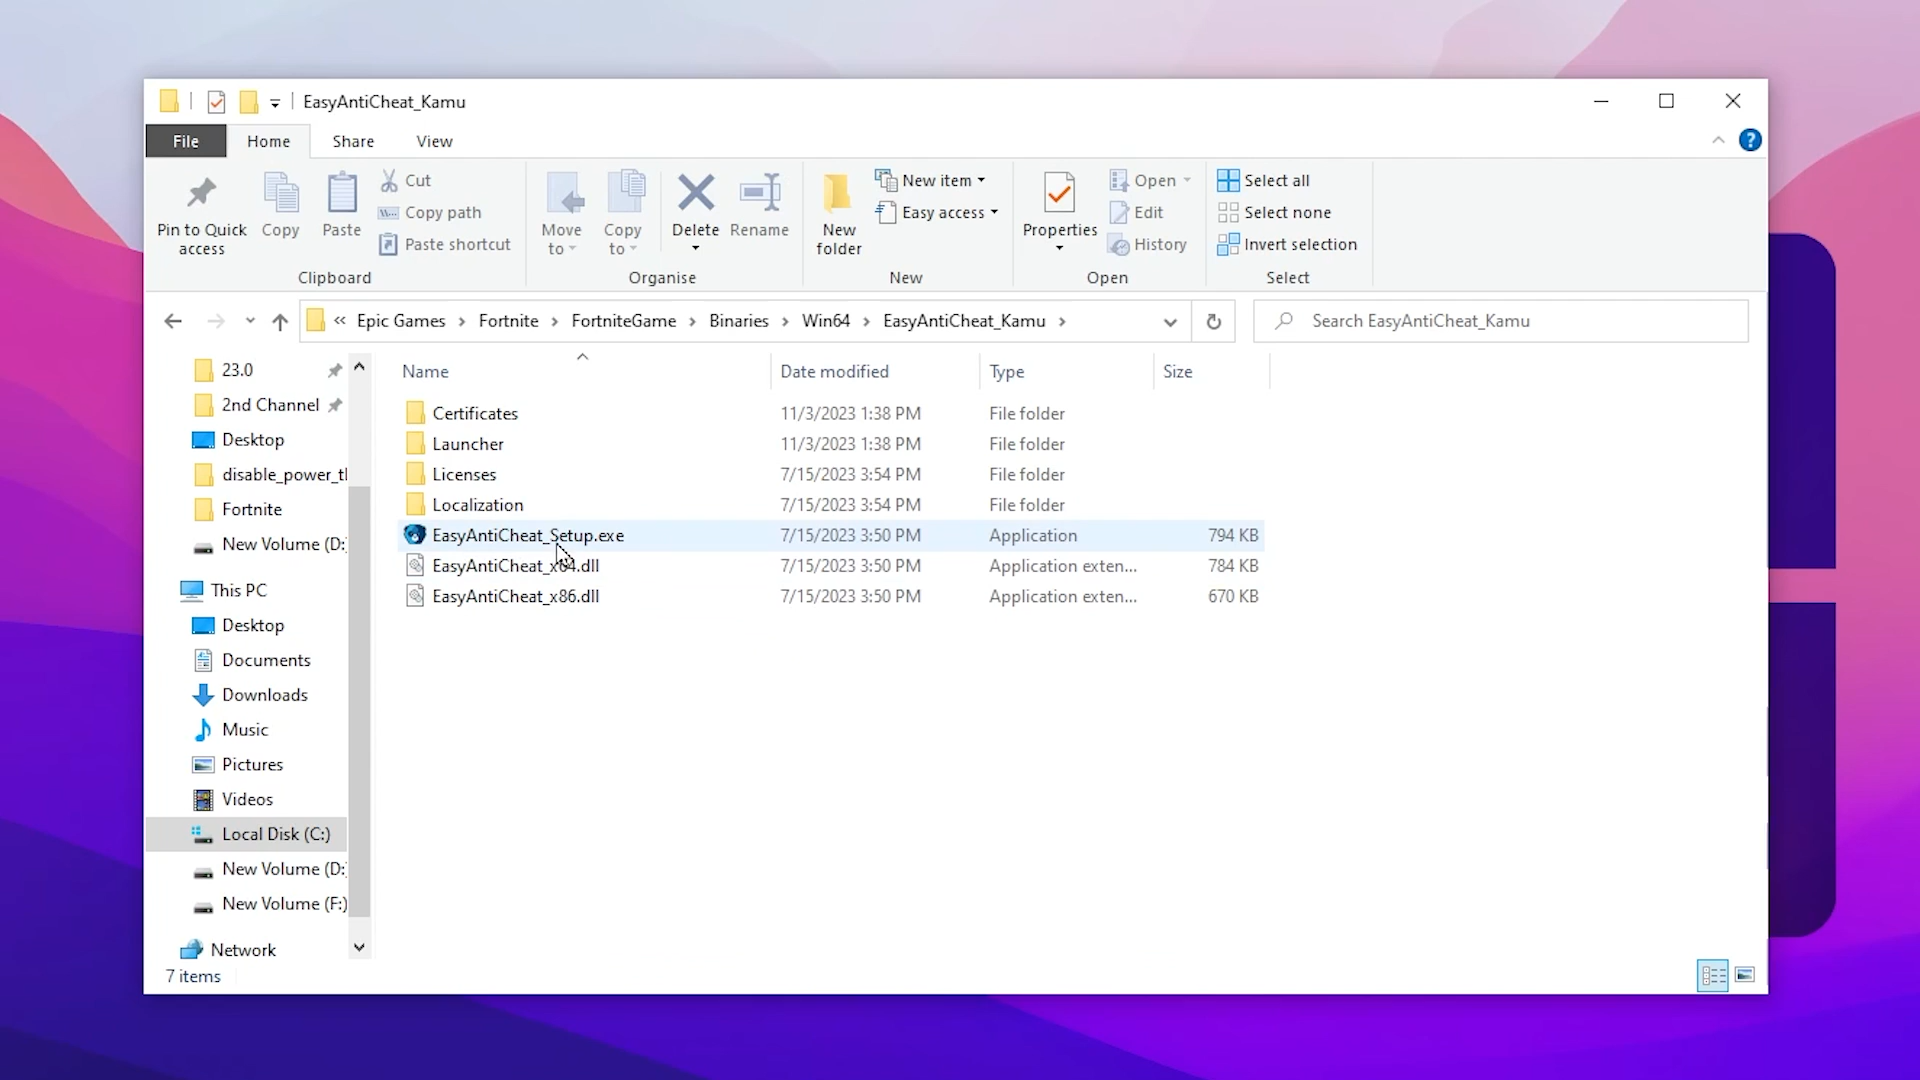 EasyAntiCheat_Kamu
File Home Share View
Pin to Quick access
Copy
Paste
Cut
Copy path
Paste shortcut
Clipboard
Move to
Copy to
Delete
Rename
Organise
New folder
New item
Easy access
New
Properties
Open
Edit
History
Open
Select all
Select none
Invert selection
Select
« Epic Games > Fortnite > FortniteGame > Binaries > Win64 > EasyAntiCheat_Kamu >
Search EasyAntiCheat_Kamu
23.0
2nd Channel
Desktop
disable_power_tl
Fortnite
New Volume (D:
This PC
Desktop
Documents
Downloads
Music
Pictures
Videos
Local Disk (C:)
New Volume (D:
New Volume (F:)
Network
Name Date modified Type Size
Certificates 11/3/2023 1:38 PM File folder
Launcher 11/3/2023 1:38 PM File folder
Licenses 7/15/2023 3:54 PM File folder
Localization 7/15/2023 3:54 PM File folder
EasyAntiCheat_Setup.exe 7/15/2023 3:50 PM Application 794 KB
EasyAntiCheat_x64.dll 7/15/2023 3:50 PM Application exten... 784 KB
EasyAntiCheat_x86.dll 7/15/2023 3:50 PM Application exten... 670 KB
7 items